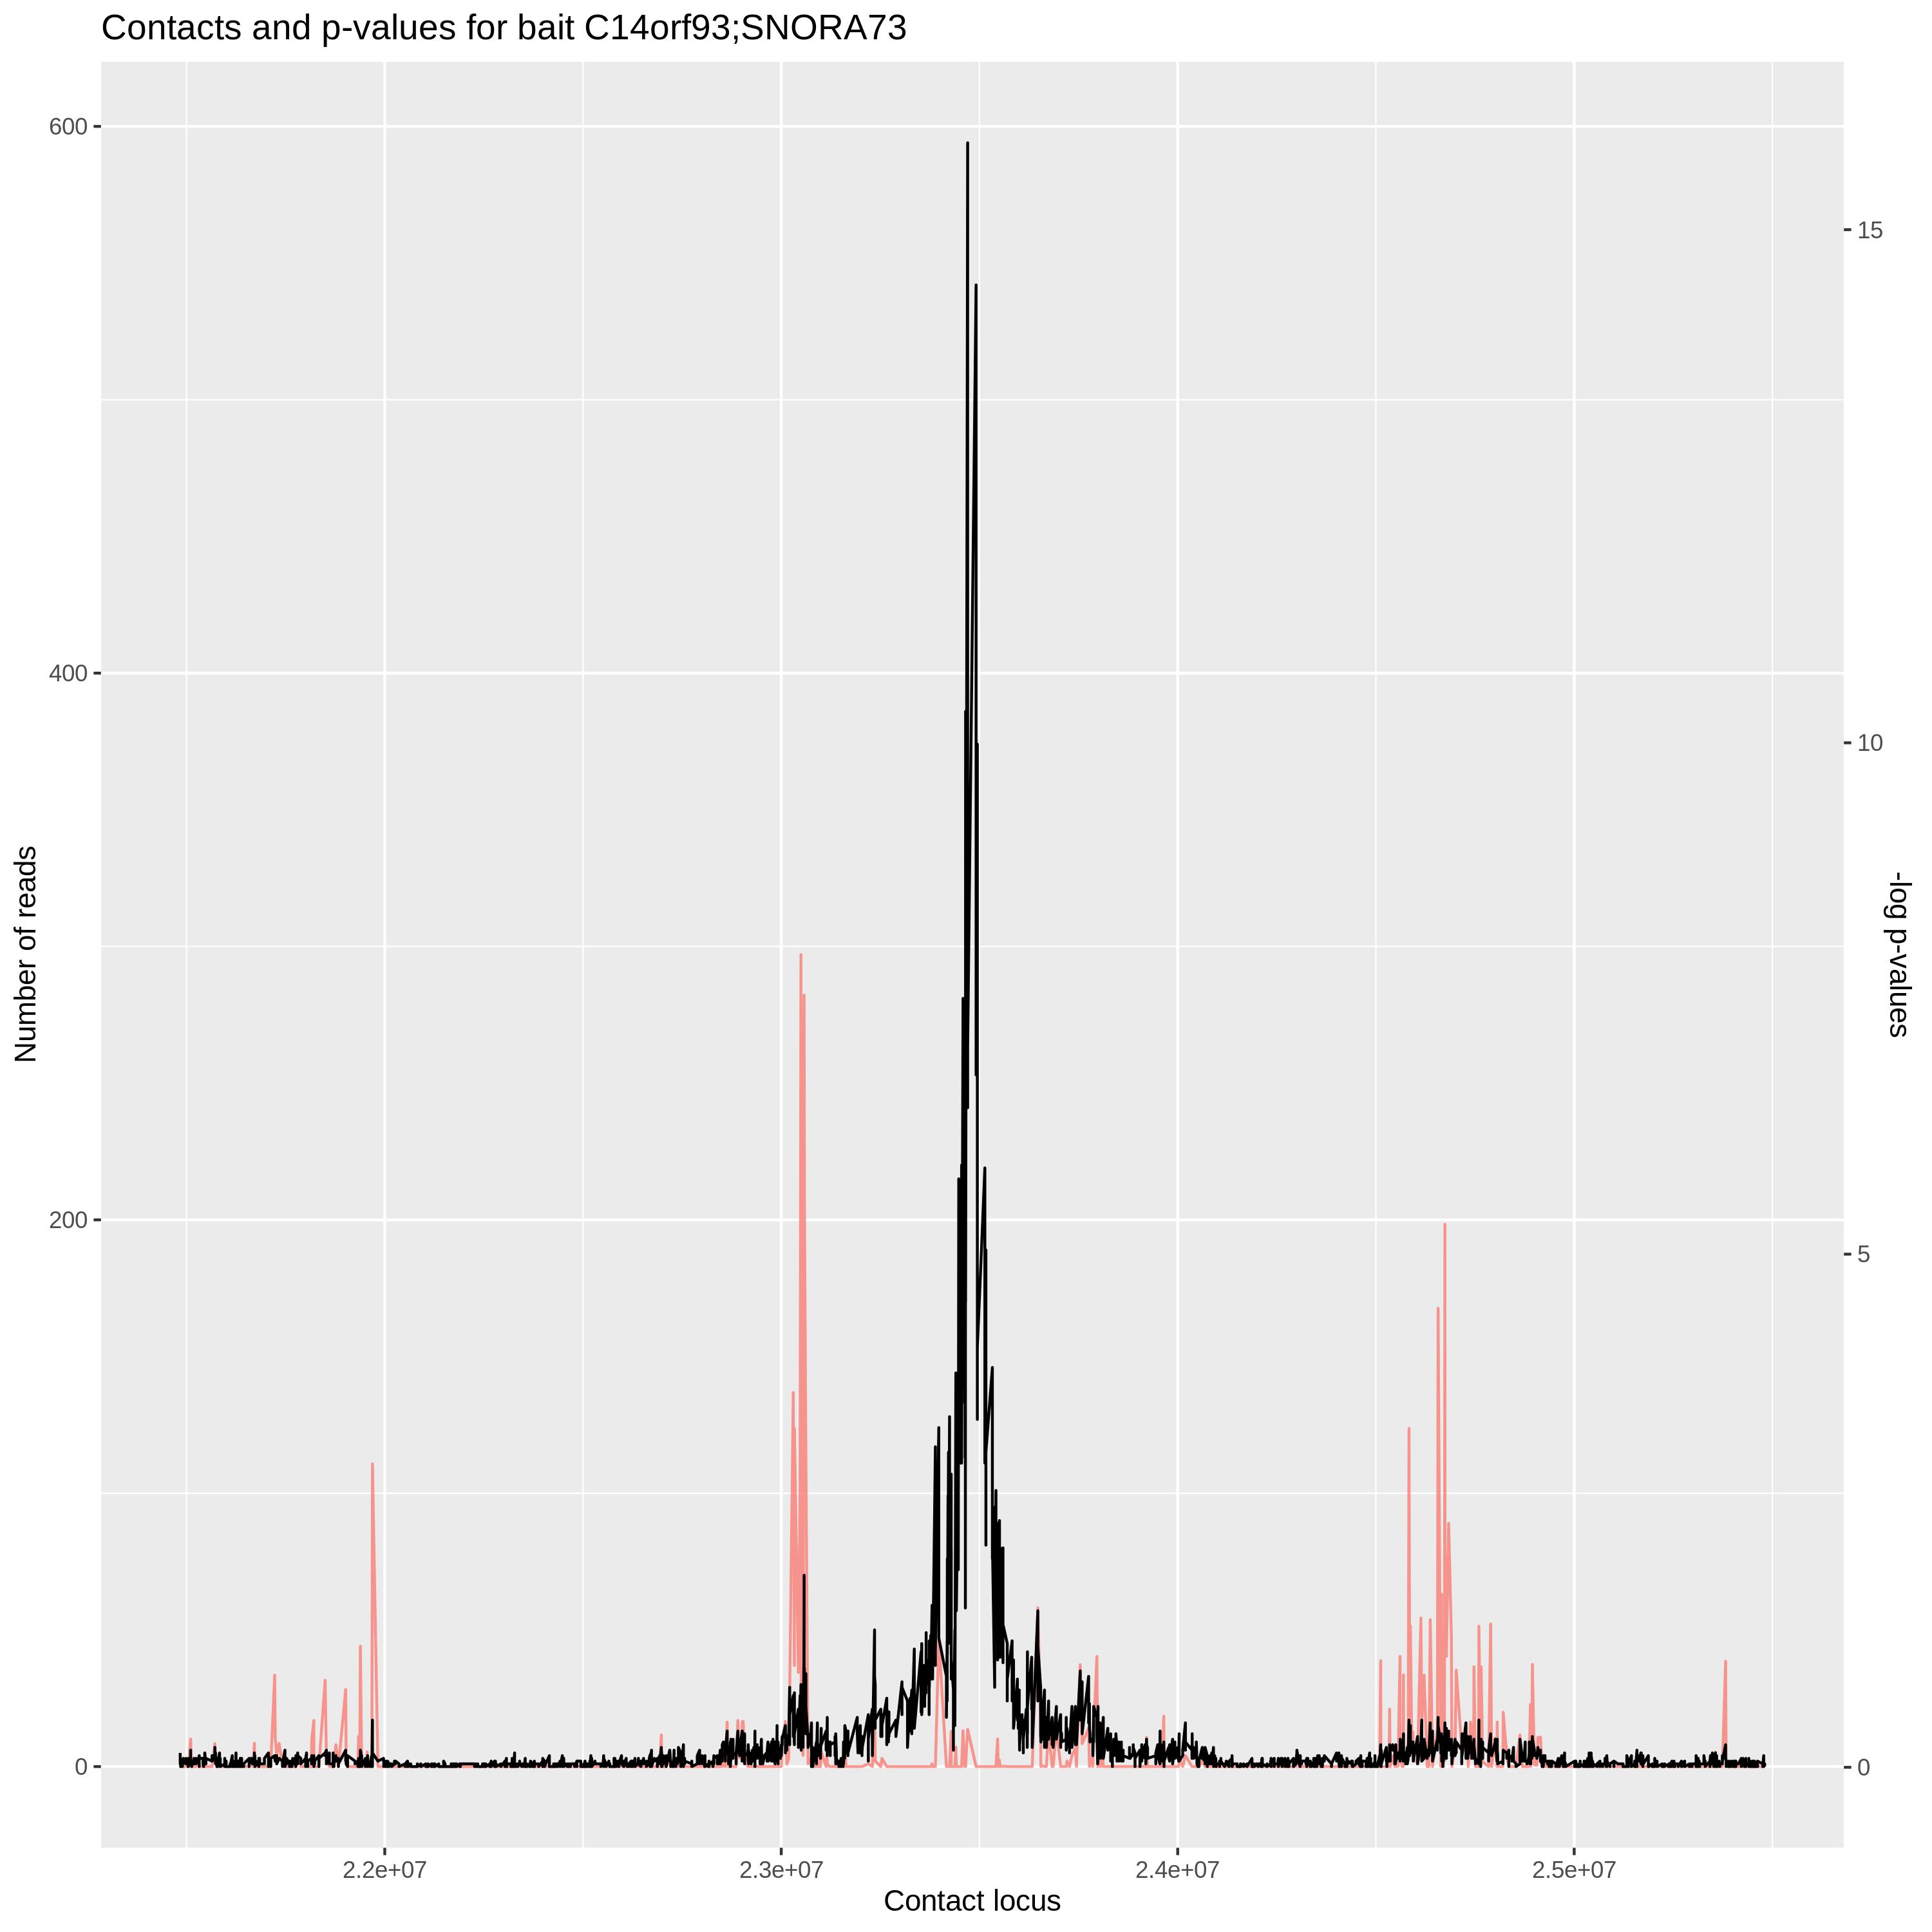 Contacts and p-values for bait C14orf93;SNORA73
600
400
200
0
Number of reads
15
10
5
0
-log p-values
2.2e+07
2.3e+07
2.4e+07
2.5e+07
Contact locus